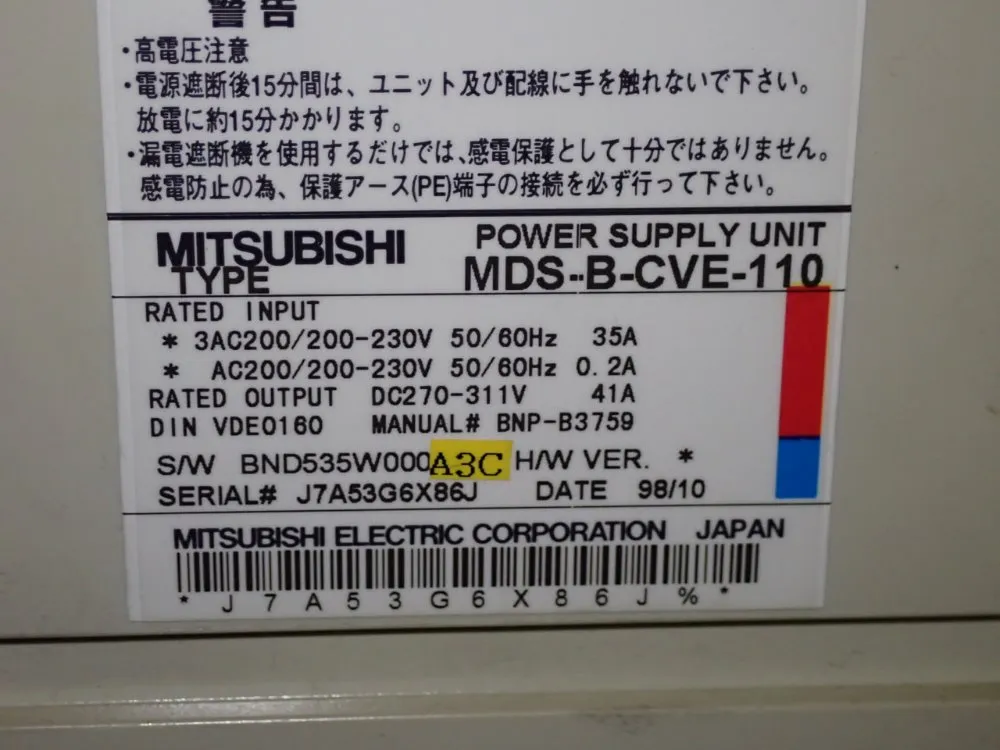 警告
・高電圧注意
・電源遮断後15分間は、ユニット及び配線に手を触れないで下さい。
放電に約15分かかります。
・漏電遮断機を使用するだけでは、感電保護として十分ではありません。
感電防止の為、保護アース(PE)端子の接続を必ず行って下さい。
MITSUBISHI POWER SUPPLY UNIT
TYPE MDS-B-CVE-110
RATED INPUT
* 3AC200/200-230V 50/60Hz 35A
* AC200/200-230V 50/60Hz 0.2A
RATED OUTPUT DC270-311V 41A
DIN VDE0160 MANUAL# BNP-B3759
S/W BND535W000A3C H/W VER. *
SERIAL# J7A53G6X86J DATE 98/10
MITSUBISHI ELECTRIC CORPORATION JAPAN
* J 7 A 5 3 G 6 X 8 6 J % *